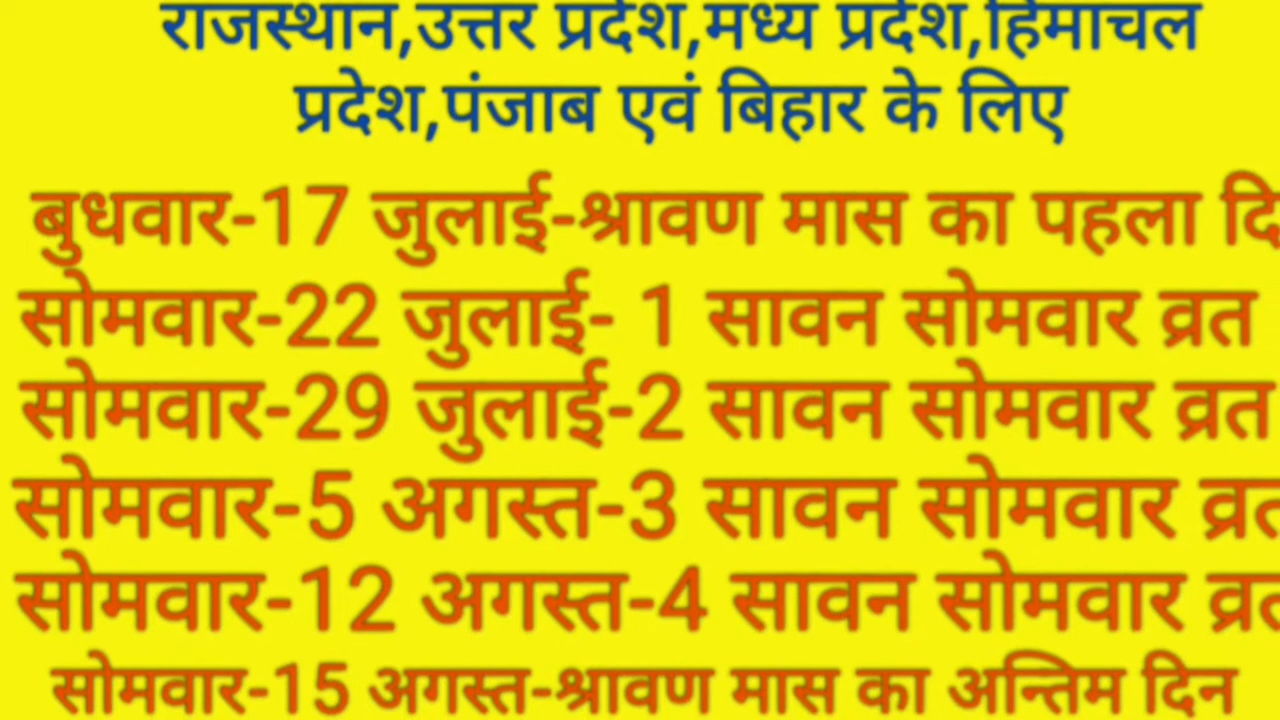 राजस्थान,उत्तर प्रदेश,मध्य प्रदेश,हिमाचल
प्रदेश,पंजाब एवं बिहार के लिए
बुधवार-17 जुलाई-श्रावण मास का पहला दि
सोमवार-22 जुलाई- 1 सावन सोमवार व्रत
सोमवार-29 जुलाई-2 सावन सोमवार व्रत
सोमवार-5 अगस्त-3 सावन सोमवार व्रत
सोमवार-12 अगस्त-4 सावन सोमवार व्रत
सोमवार-15 अगस्त-श्रावण मास का अन्तिम दिन